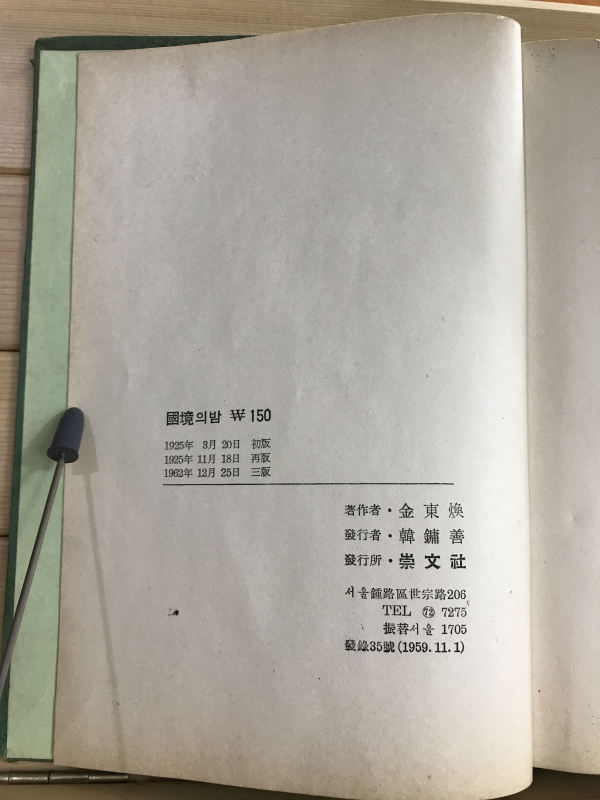 國境의밤 ₩ 150
1925年 3月 20日 初版
1925年 11月 18日 再版
1962年 12月 25日 三版
著作者・金東煥
發行者・韓鏞善
發行所・崇文社
서울鍾路區世宗路206
TEL ㊆ 7275
振替서울 1705
發錄35號(1959.11.1)